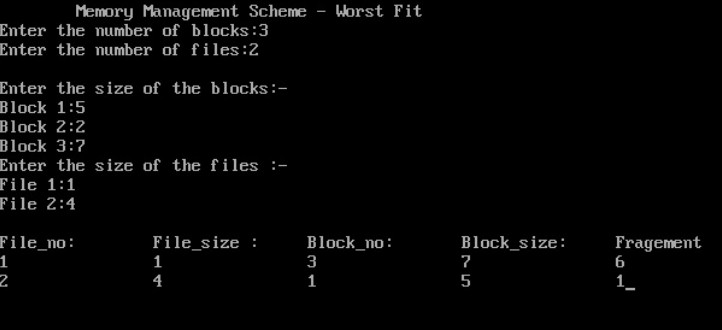 Memory Management Scheme - Worst Fit
Enter the number of blocks:3
Enter the number of files:2
Enter the size of the blocks:-
Block 1:5
Block 2:2
Block 3:7
Enter the size of the files :-
File 1:1
File 2:4
File_no: File_size : Block_no: Block_size: Fragement
1 1 3 7 6
2 4 1 5 1_